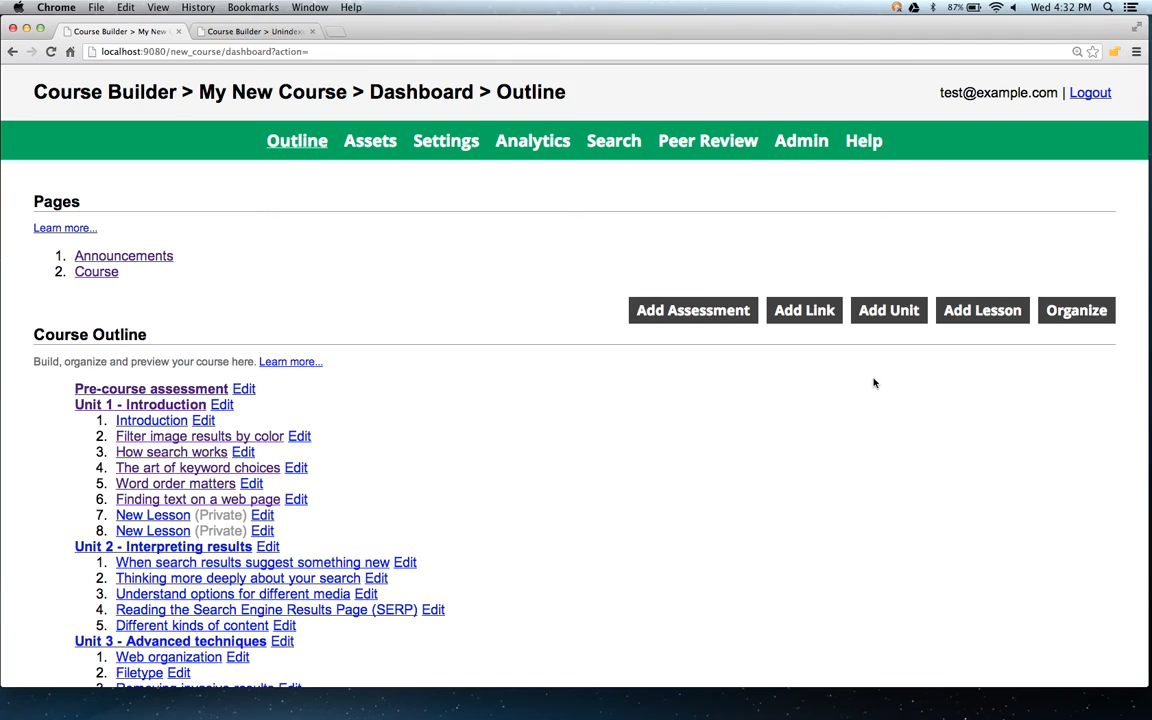 Chrome File Edit View History Bookmarks Window Help 87% Wed 4:32 PM
Course Builder > My New Course Builder > Unindex
localhost:9080/new_course/dashboard?action=
Course Builder > My New Course > Dashboard > Outline test@example.com | Logout
Outline Assets Settings Analytics Search Peer Review Admin Help
Pages
Learn more...
1. Announcements
2. Course
Add Assessment Add Link Add Unit Add Lesson Organize
Course Outline
Build, organize and preview your course here. Learn more...
Pre-course assessment Edit
Unit 1 - Introduction Edit
1. Introduction Edit
2. Filter image results by color Edit
3. How search works Edit
4. The art of keyword choices Edit
5. Word order matters Edit
6. Finding text on a web page Edit
7. New Lesson (Private) Edit
8. New Lesson (Private) Edit
Unit 2 - Interpreting results Edit
1. When search results suggest something new Edit
2. Thinking more deeply about your search Edit
3. Understand options for different media Edit
4. Reading the Search Engine Results Page (SERP) Edit
5. Different kinds of content Edit
Unit 3 - Advanced techniques Edit
1. Web organization Edit
2. Filetype Edit
3. Removing invasive results Edit